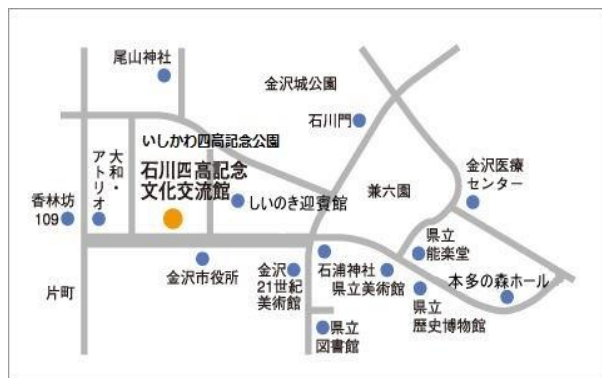 尾山神社
金沢城公園
石川門
いしかわ四高記念公園
石川四高記念
文化交流館
大和・
アトリオ
香林坊
109
しいのき迎賓館
兼六園
金沢医療
センター
県立
能楽堂
片町
金沢市役所
金沢
21世紀
美術館
石浦神社
県立美術館
県立
歴史博物館
本多の森ホール
県立
図書館